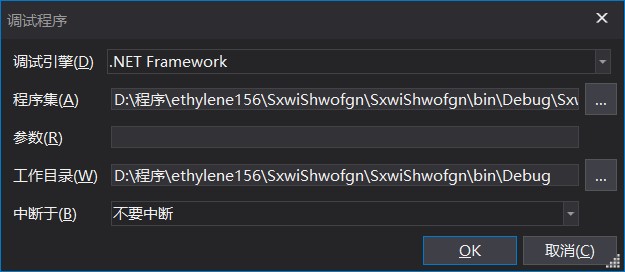 调试程序
调试引擎(D) .NET Framework
程序集(A) D:\程序\ethylene156\SxwiShwofgn\SxwiShwofgn\bin\Debug\Sxw ...
参数(R)
工作目录(W) D:\程序\ethylene156\SxwiShwofgn\SxwiShwofgn\bin\Debug ...
中断于(B) 不要中断
OK 取消(C)